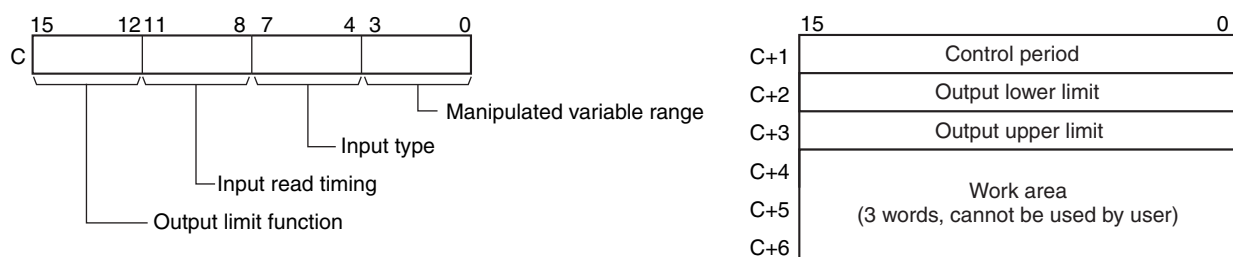 15 12 11 8 7 4 3 0
C
Manipulated variable range
Input type
Input read timing
Output limit function
15 0
C+1 Control period
C+2 Output lower limit
C+3 Output upper limit
C+4
Work area
C+5 (3 words, cannot be used by user)
C+6